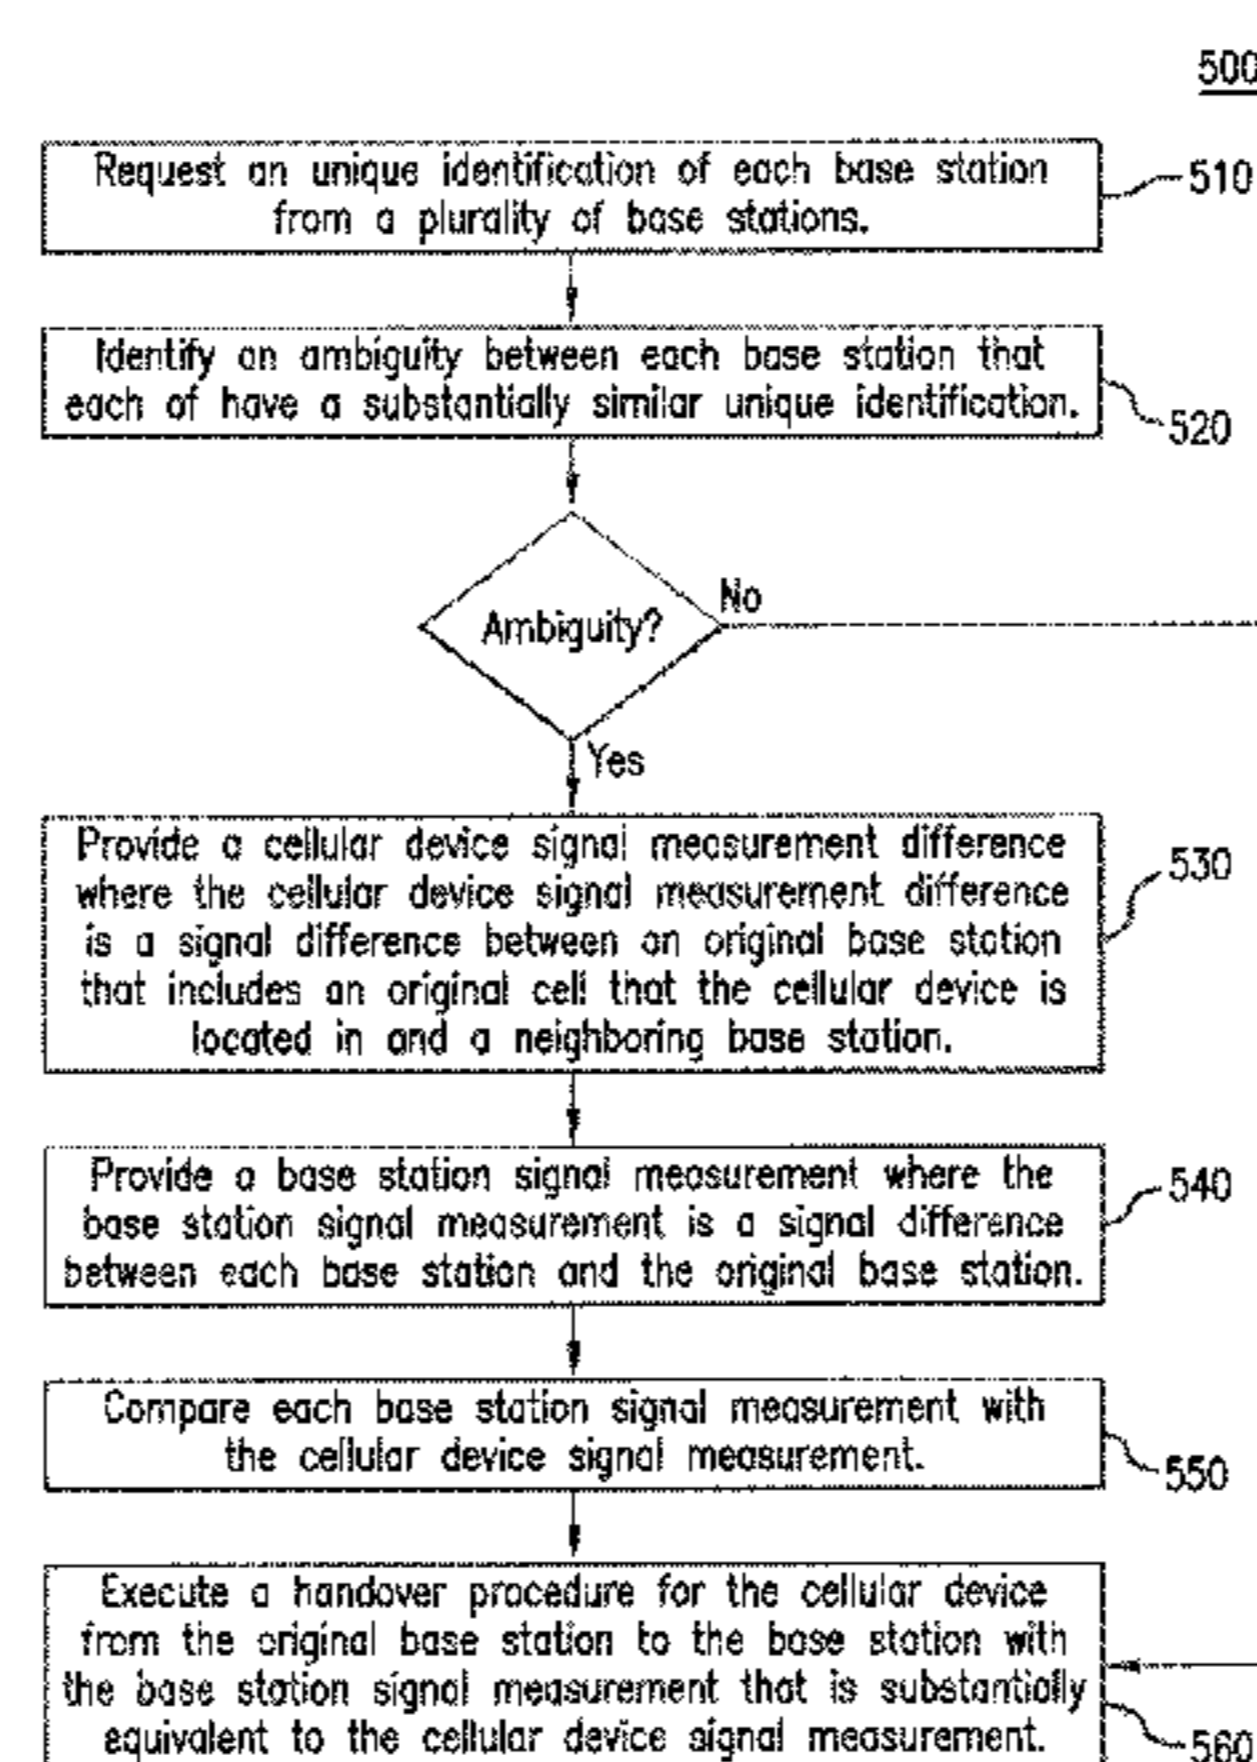 500
Request an unique identification of each base station
from a plurality of base stations.
510
Identify an ambiguity between each base station that
each of have a substantially similar unique identification.
520
Ambiguity?
No
Yes
Provide a cellular device signal measurement difference
where the cellular device signal measurement difference
is a signal difference between an original base station
that includes an original cell that the cellular device is
located in and a neighboring base station.
530
Provide a base station signal measurement where the
base station signal measurement is a signal difference
between each base station and the original base station.
540
Compare each base station signal measurement with
the cellular device signal measurement.
550
Execute a handover procedure for the cellular device
from the original base station to the base station with
the base station signal measurement that is substantially
equivalent to the cellular device signal measurement.
560